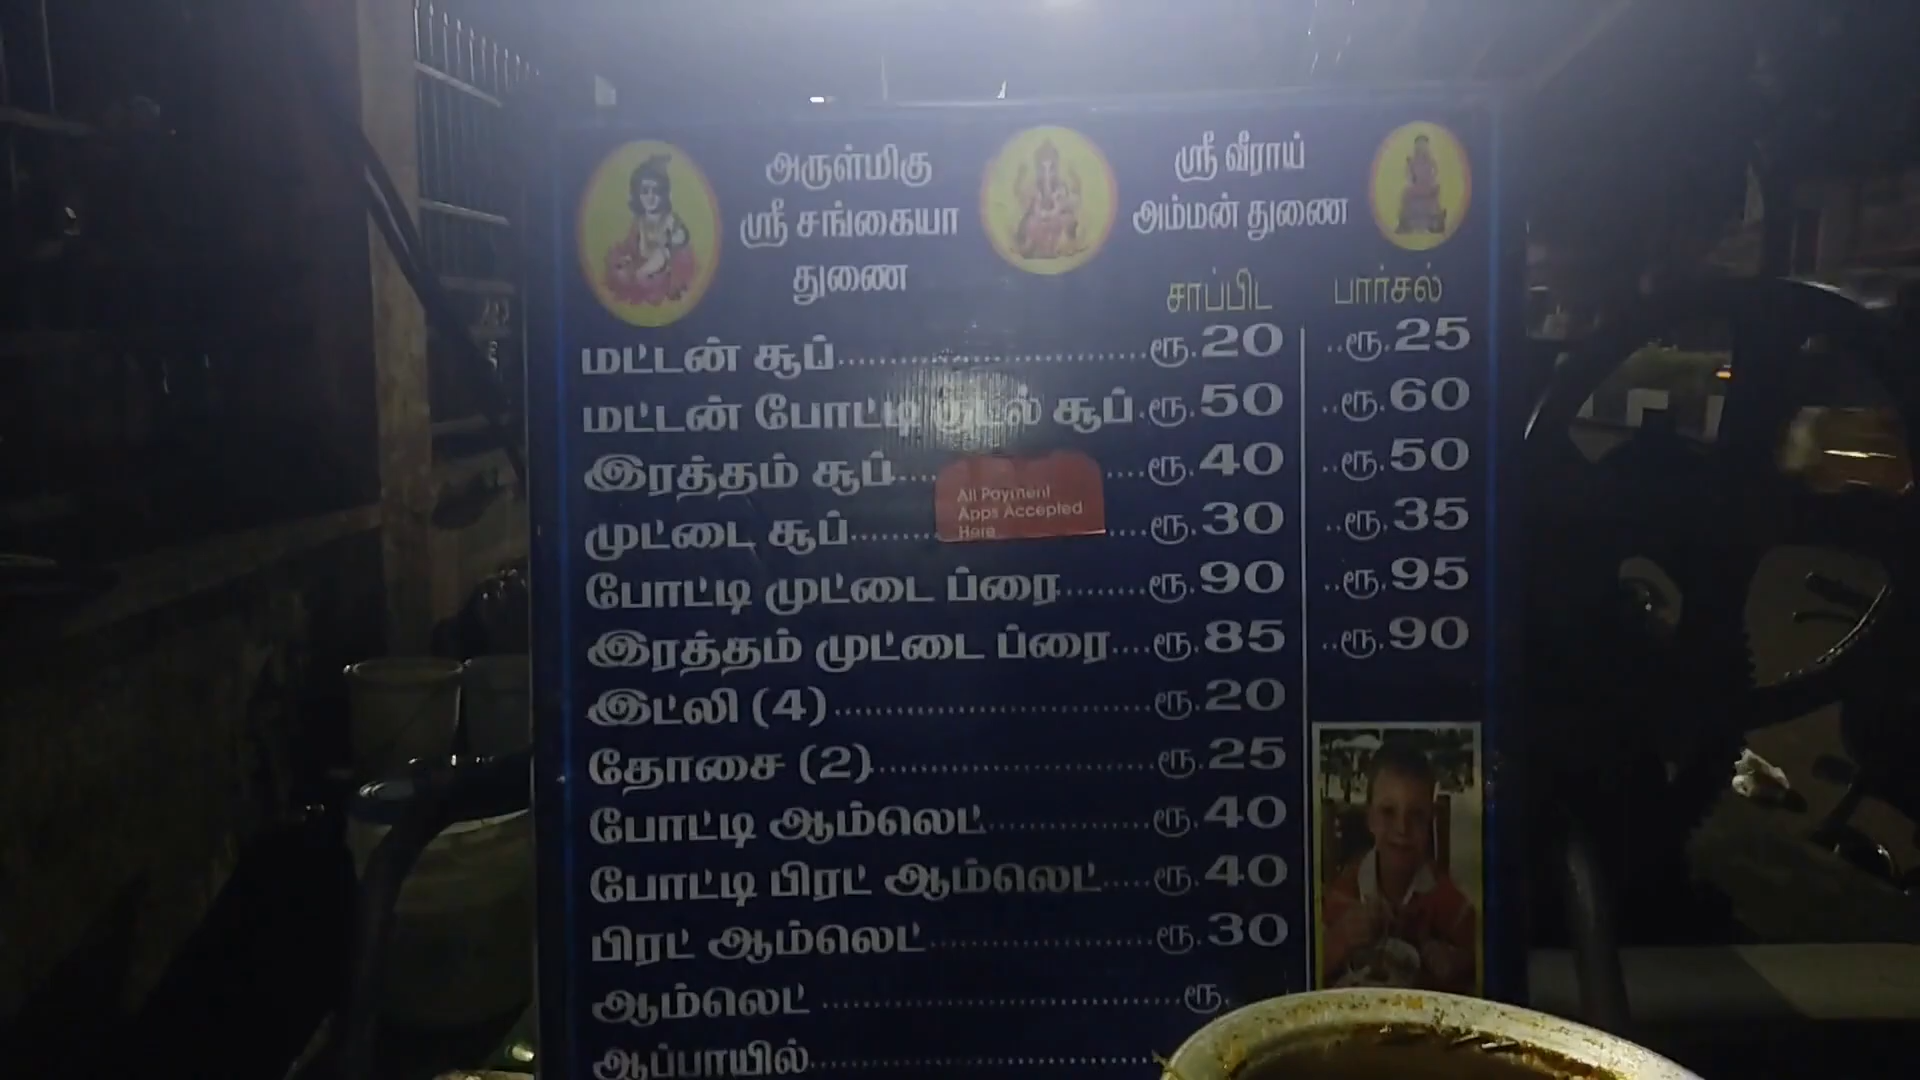 அருள்மிகு
ஸ்ரீ சங்கையா
துணை
ஸ்ரீ வீராய்
அம்மன் துணை
சாப்பிட பார்சல்
மட்டன் சூப்............................ரூ.20 ..ரூ.25
மட்டன் போட்டி குடல் சூப்.ரூ.50 ..ரூ.60
இரத்தம் சூப்.... ....ரூ.40 ..ரூ.50
All Payment
Apps Accepted
Here
முட்டை சூப்........ ....ரூ.30 ..ரூ.35
போட்டி முட்டை ப்ரை.........ரூ.90 ..ரூ.95
இரத்தம் முட்டை ப்ரை....ரூ.85 ..ரூ.90
இட்லி (4)................................ரூ.20
தோசை (2)............................ரூ.25
போட்டி ஆம்லெட்................ரூ.40
போட்டி பிரட் ஆம்லெட்.....ரூ.40
பிரட் ஆம்லெட்......................ரூ.30
ஆம்லெட் ....................................ரூ.
ஆப்பாயில்..................................